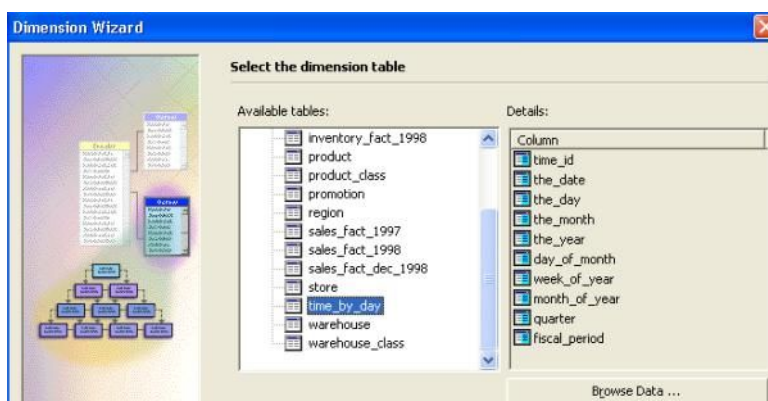 Dimension Wizard
Select the dimension table
Available tables:
inventory_fact_1998
product
product_class
promotion
region
sales_fact_1997
sales_fact_1998
sales_fact_dec_1998
store
time_by_day
warehouse
warehouse_class
Details:
Column
time_id
the_date
the_day
the_month
the_year
day_of_month
week_of_year
month_of_year
quarter
fiscal_period
Browse Data ...